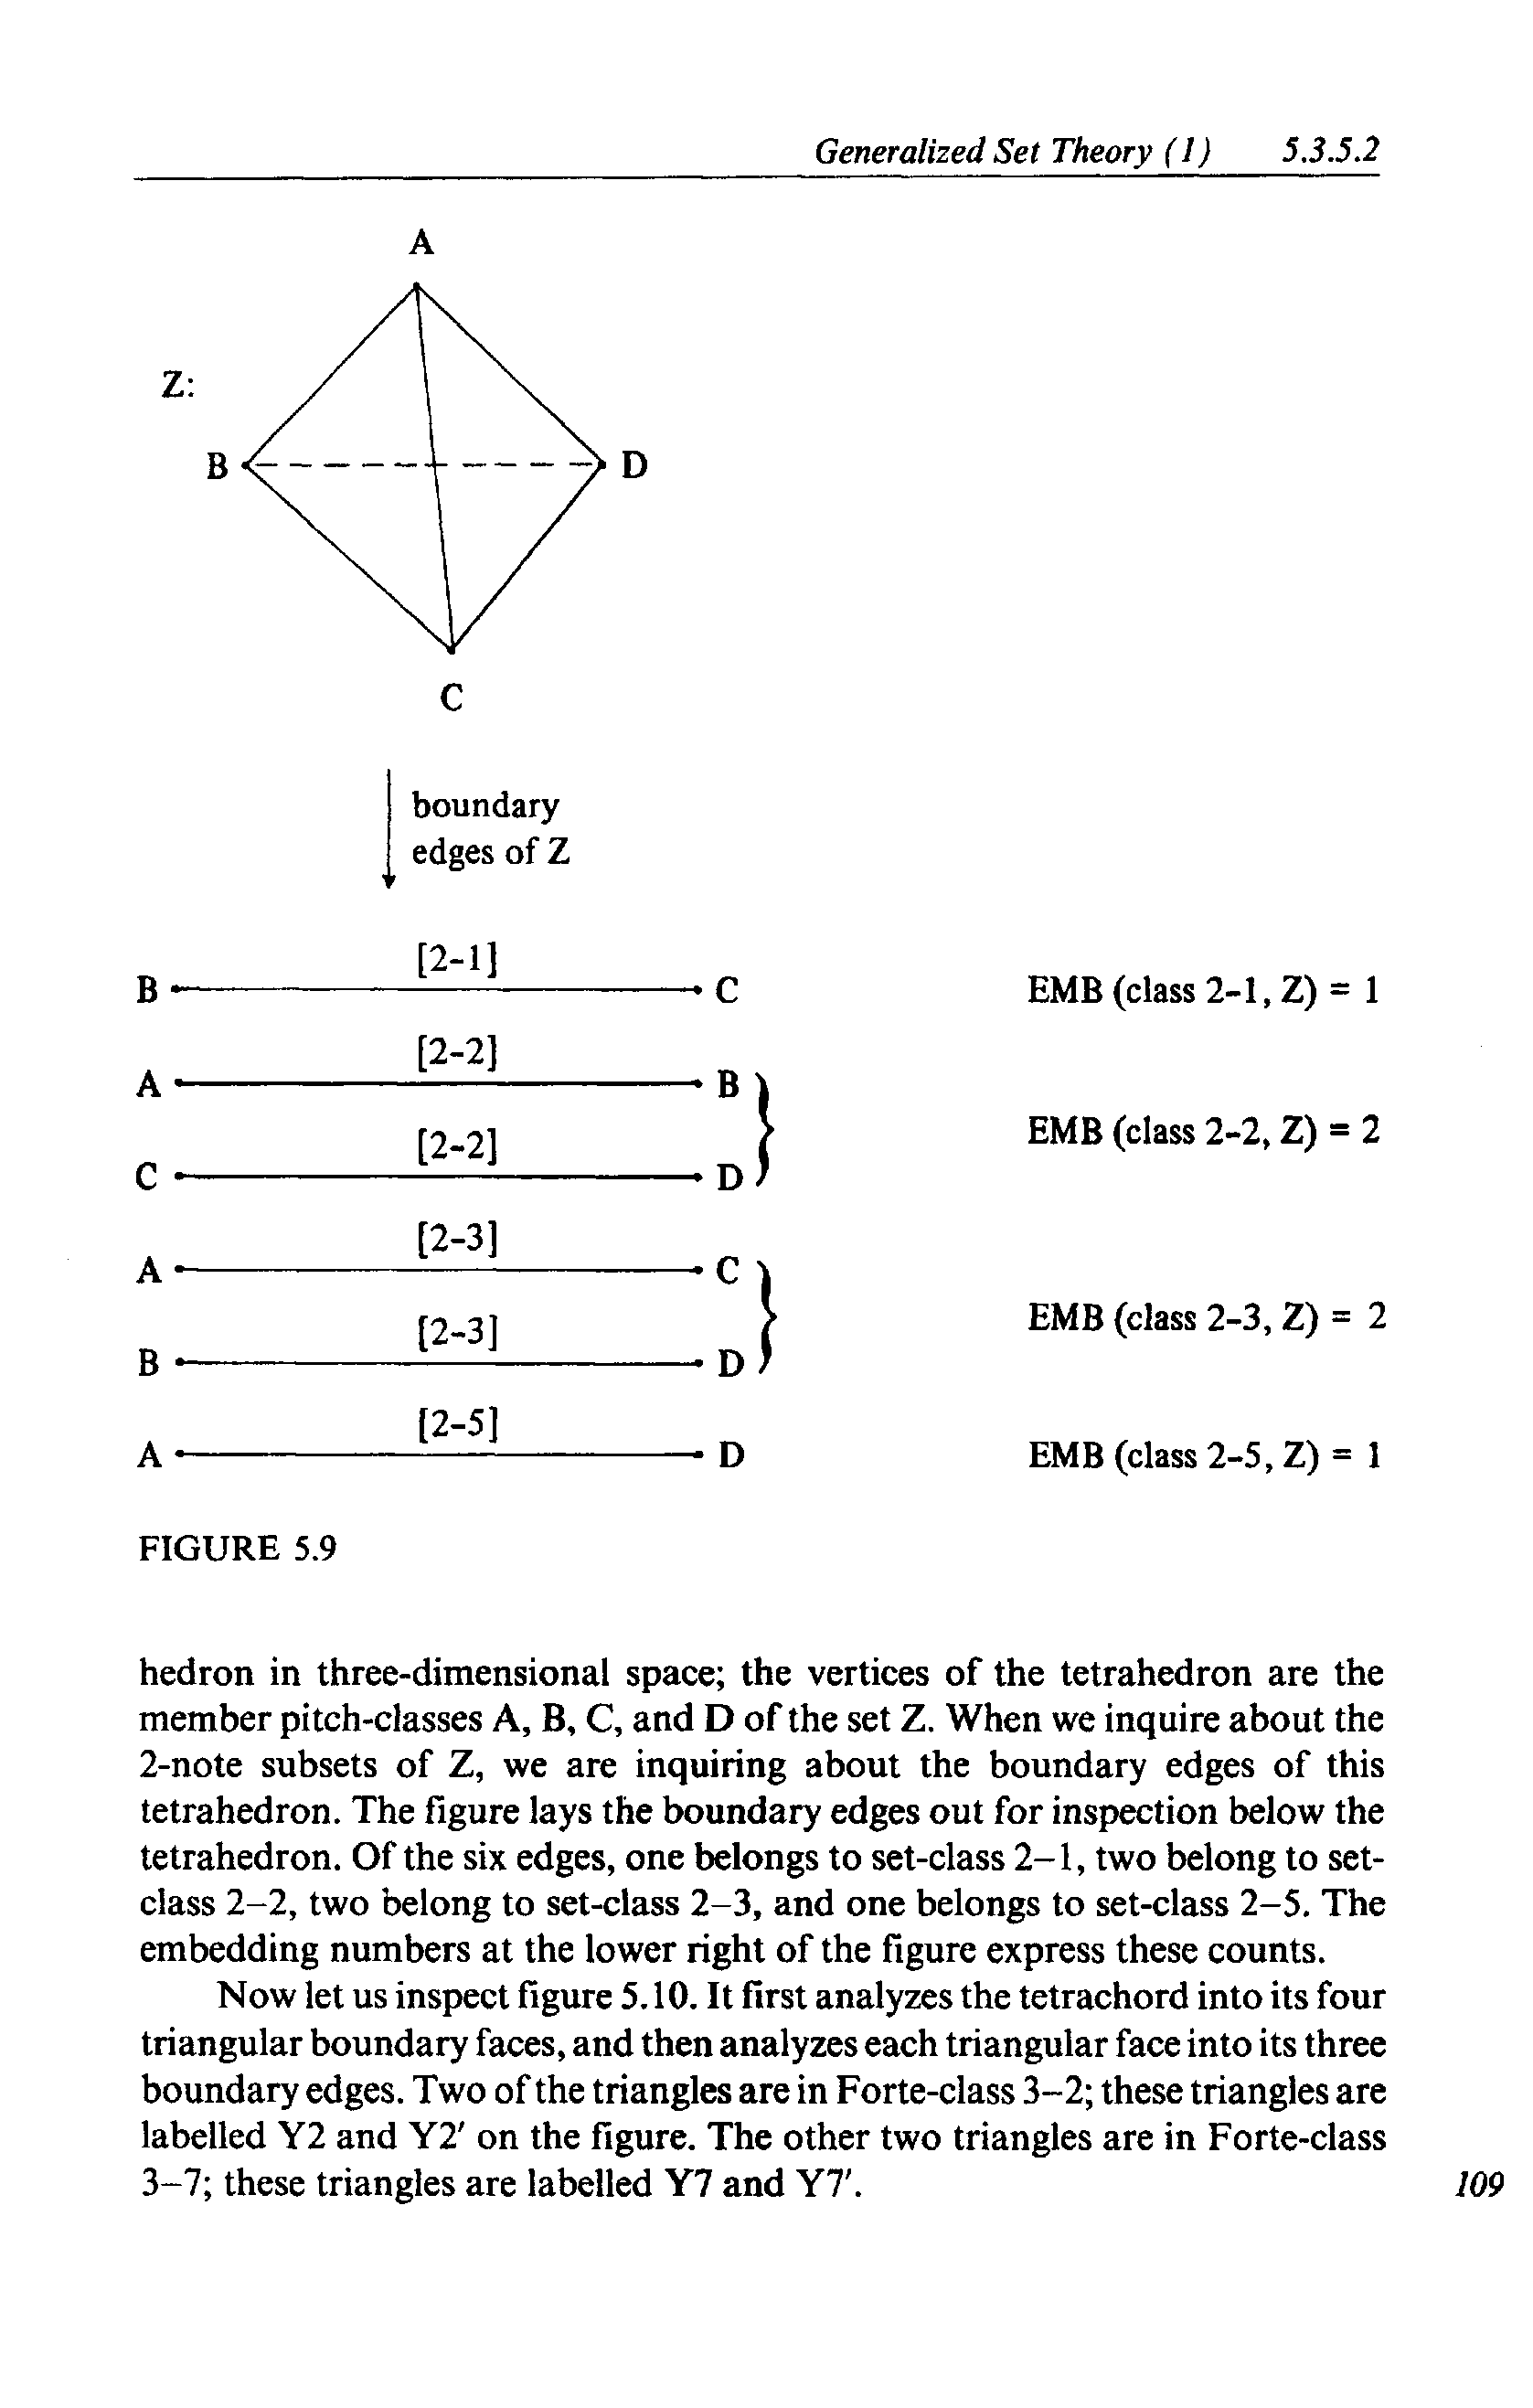 Generalized Set Theory (1) 5.3.5.2
A
Z:
B D
C
boundary
edges of Z
[2-1]
B C EMB (class 2-1, Z) = 1
[2-2]
A B
EMB (class 2-2, Z) = 2
[2-2]
C D
[2-3]
A C
EMB (class 2-3, Z) = 2
[2-3]
B D
[2-5]
A D EMB (class 2-5, Z) = 1
FIGURE 5.9
hedron in three-dimensional space; the vertices of the tetrahedron are the
member pitch-classes A, B, C, and D of the set Z. When we inquire about the
2-note subsets of Z, we are inquiring about the boundary edges of this
tetrahedron. The figure lays the boundary edges out for inspection below the
tetrahedron. Of the six edges, one belongs to set-class 2–1, two belong to set-
class 2–2, two belong to set-class 2–3, and one belongs to set-class 2–5. The
embedding numbers at the lower right of the figure express these counts.
Now let us inspect figure 5.10. It first analyzes the tetrachord into its four
triangular boundary faces, and then analyzes each triangular face into its three
boundary edges. Two of the triangles are in Forte-class 3–2; these triangles are
labelled Y2 and Y2' on the figure. The other two triangles are in Forte-class
3–7; these triangles are labelled Y7 and Y7'.
109